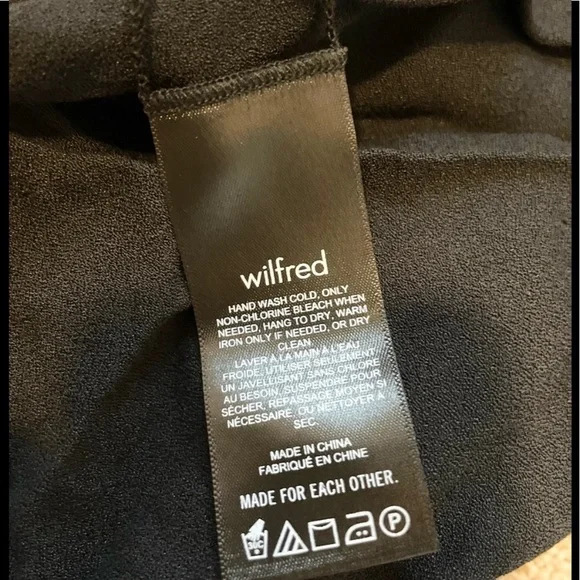 wilfred
HAND WASH COLD, ONLY
NON-CHLORINE BLEACH WHEN
NEEDED, HANG TO DRY, WARM
IRON ONLY IF NEEDED, OR DRY
CLEAN
LAVER À LA MAIN À L'EAU
FROIDE, UTILISER SEULEMENT
UN JAVELLISANT SANS CHLORE
AU BESOIN, SUSPENDRE POUR
SÉCHER, REPASSAGE MOYEN SI
NÉCESSAIRE, OU NETTOYER À
SEC.
MADE IN CHINA
FABRIQUÉ EN CHINE
MADE FOR EACH OTHER.
30C P